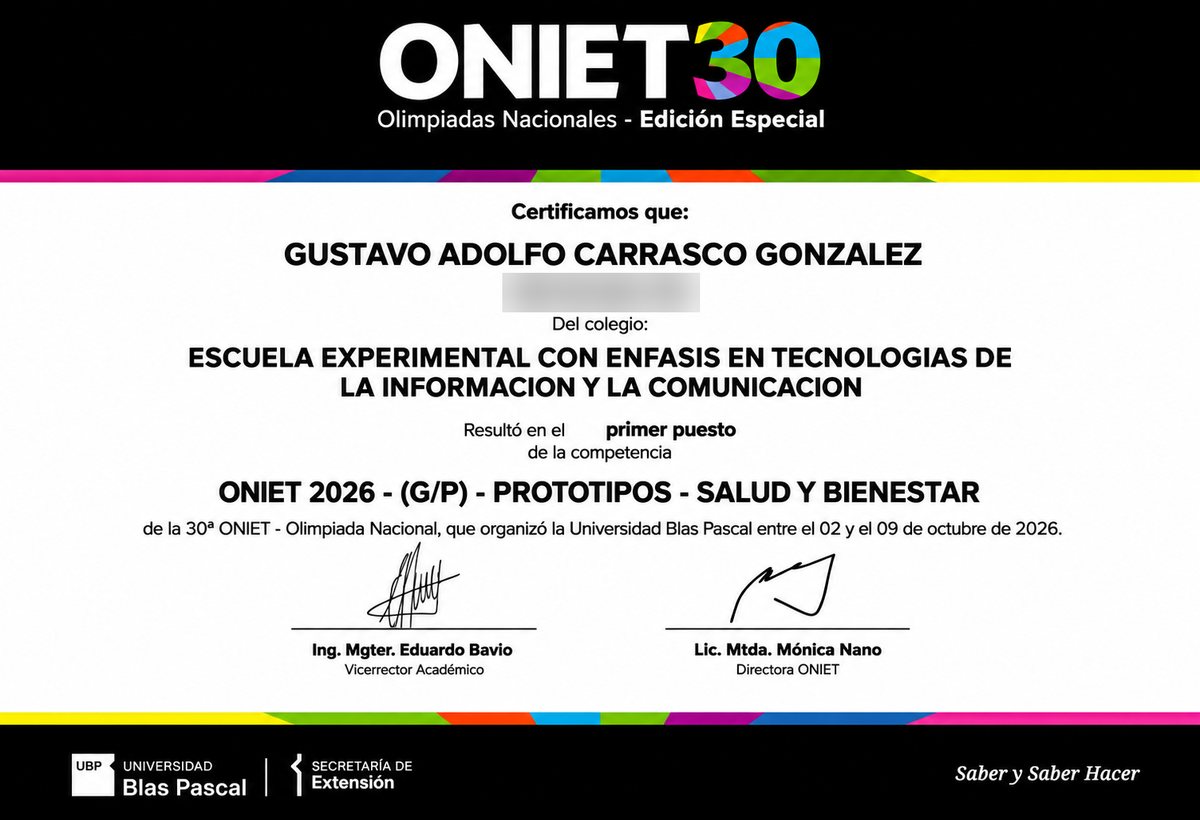 ONIET30
Olimpiadas Nacionales - Edición Especial
Certificamos que:
GUSTAVO ADOLFO CARRASCO GONZALEZ
Del colegio:
ESCUELA EXPERIMENTAL CON ENFASIS EN TECNOLOGIAS DE
LA INFORMACION Y LA COMUNICACION
Resultó en el primer puesto
de la competencia
ONIET 2026 - (G/P) - PROTOTIPOS - SALUD Y BIENESTAR
de la 30ª ONIET - Olimpiada Nacional, que organizó la Universidad Blas Pascal entre el 02 y el 09 de octubre de 2026.
Ing. Mgter. Eduardo Bavio
Vicerrector Académico
Lic. Mtda. Mónica Nano
Directora ONIET
UBP
UNIVERSIDAD
Blas Pascal
SECRETARÍA DE
Extensión
Saber y Saber Hacer